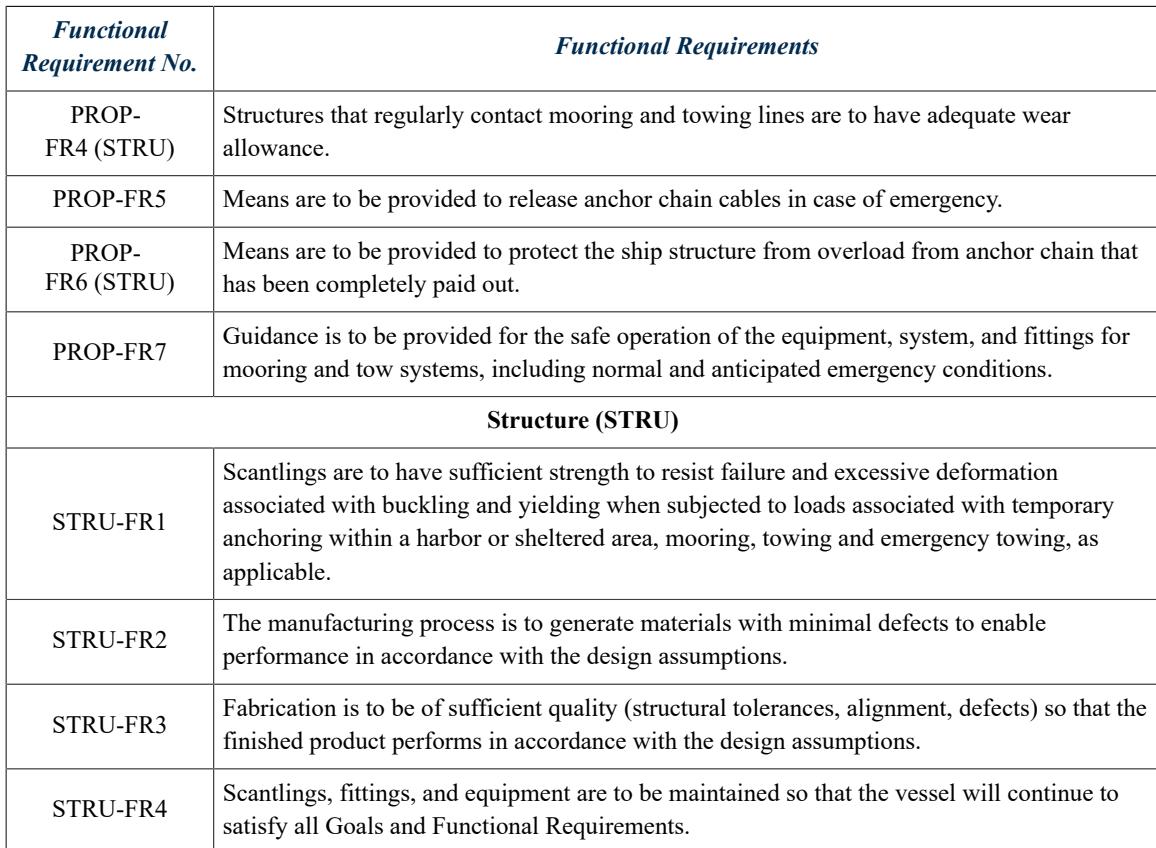 Functional
Requirement No.
Functional Requirements
PROP-
FR4 (STRU)
Structures that regularly contact mooring and towing lines are to have adequate wear
allowance.
PROP-FR5
Means are to be provided to release anchor chain cables in case of emergency.
PROP-
FR6 (STRU)
Means are to be provided to protect the ship structure from overload from anchor chain that
has been completely paid out.
PROP-FR7
Guidance is to be provided for the safe operation of the equipment, system, and fittings for
mooring and tow systems, including normal and anticipated emergency conditions.
Structure (STRU)
STRU-FR1
Scantlings are to have sufficient strength to resist failure and excessive deformation
associated with buckling and yielding when subjected to loads associated with temporary
anchoring within a harbor or sheltered area, mooring, towing and emergency towing, as
applicable.
STRU-FR2
The manufacturing process is to generate materials with minimal defects to enable
performance in accordance with the design assumptions.
STRU-FR3
Fabrication is to be of sufficient quality (structural tolerances, alignment, defects) so that the
finished product performs in accordance with the design assumptions.
STRU-FR4
Scantlings, fittings, and equipment are to be maintained so that the vessel will continue to
satisfy all Goals and Functional Requirements.